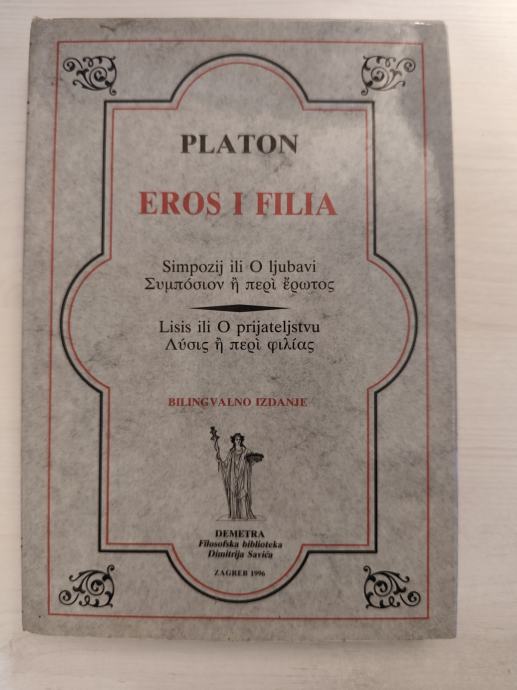 PLATON
EROS I FILIA
Simpozij ili O ljubavi
Συμπόσιον ἢ περὶ ἔρωτος
Lisis ili O prijateljstvu
Λύσις ἢ περὶ φιλίας
BILINGVALNO IZDANJE
DEMETRA
Filosofska biblioteka
Dimitrija Savića
ZAGREB 1996